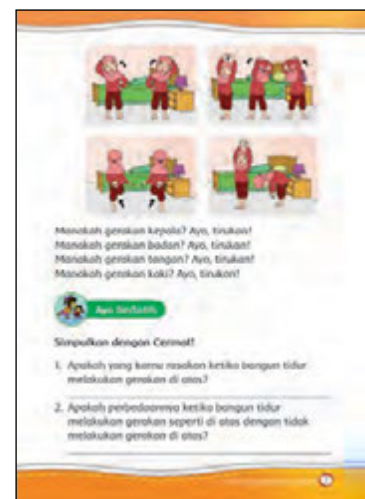 Manakah gerakan kepala? Ayo, tirukan!
Manakah gerakan badan? Ayo, tirukan!
Manakah gerakan tangan? Ayo, tirukan!
Manakah gerakan kaki? Ayo, tirukan!
Ayo Berlatih
Simpulkan dengan Cermat!
1. Apakah yang kamu rasakan ketika bangun tidur
melakukan gerakan di atas?
2. Apakah perbedaannya ketika bangun tidur
melakukan gerakan seperti di atas dengan tidak
melakukan gerakan di atas?